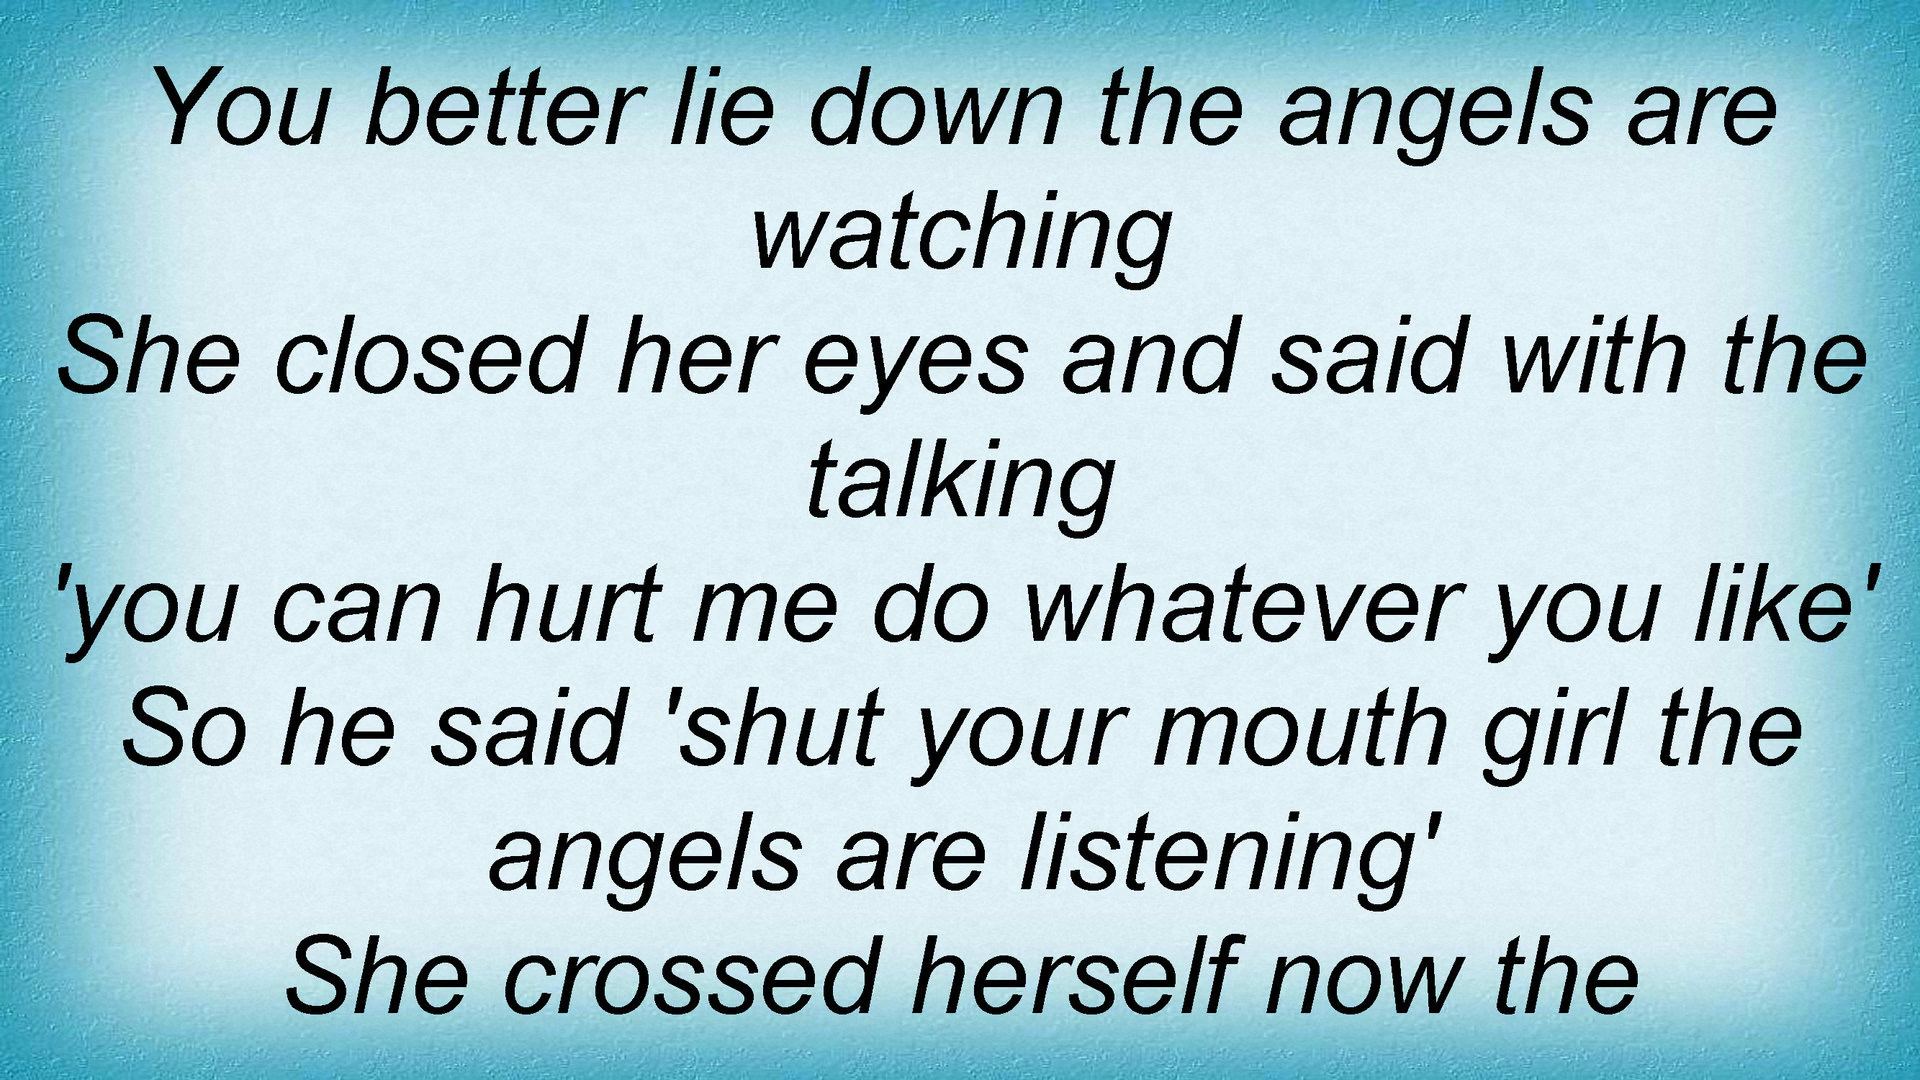 You better lie down the angels are
watching
She closed her eyes and said with the
talking
'you can hurt me do whatever you like'
So he said 'shut your mouth girl the
angels are listening'
She crossed herself now the